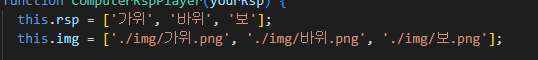 function ComputerRspPlayer(yourRsp) {
this.rsp = ['가위', '바위', '보'];
this.img = ['./img/가위.png', './img/바위.png', './img/보.png'];